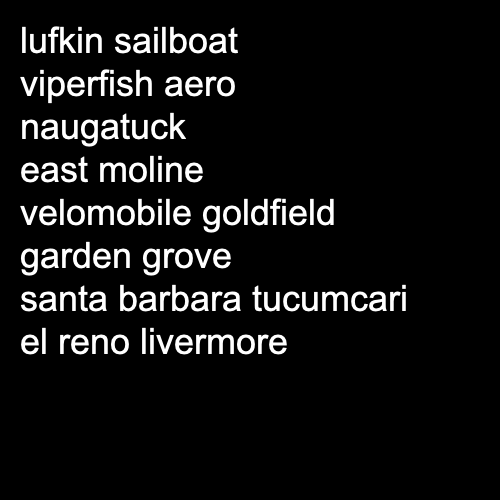 lufkin sailboat
viperfish aero
naugatuck
east moline
velomobile goldfield
garden grove
santa barbara tucumcari
el reno livermore